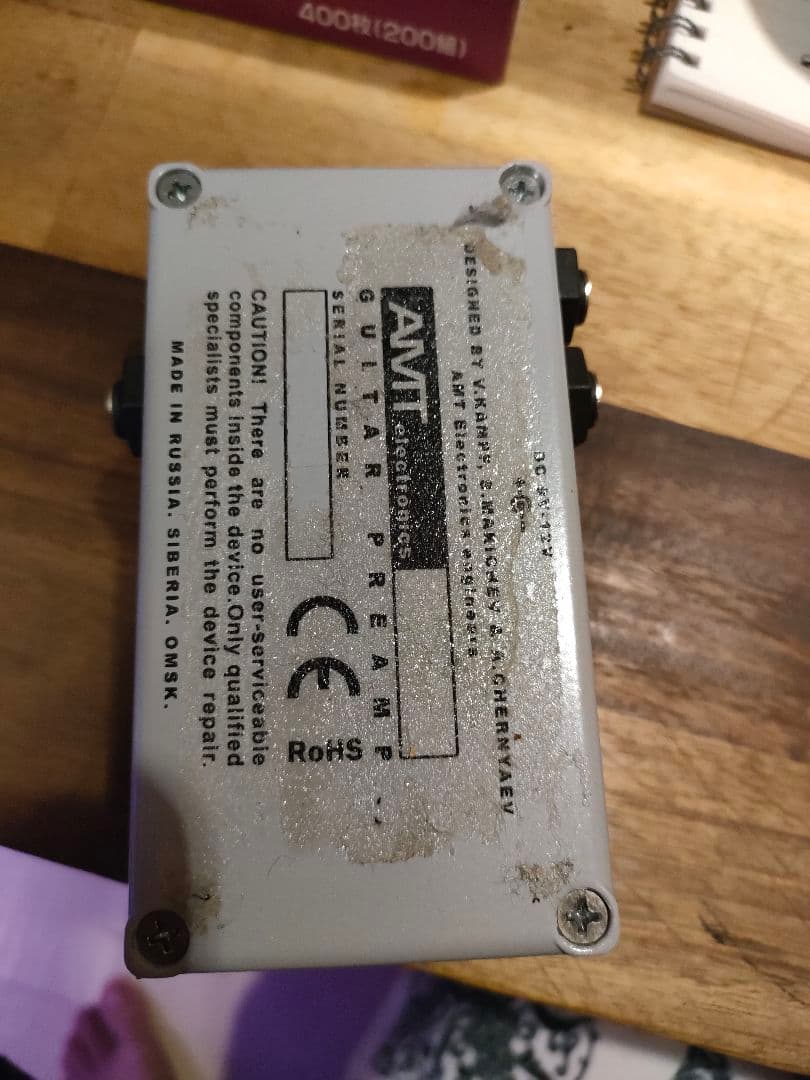 400枚(200組)
DC 9V-12V
DESIGNED BY V.KAMPF, S.MARICHEV & A.CHERNYAEV
AMT Electronics engineers
AMT electronics
GUITAR PREAMP
SERIAL NUMBER
CE
RoHS
CAUTION! There are no user-serviceable
components inside the device.Only qualified
specialists must perform the device repair.
MADE IN RUSSIA. SIBERIA. OMSK.